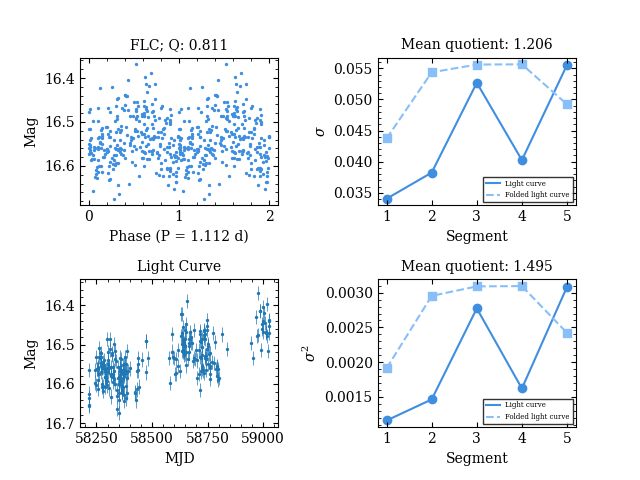 FLC; Q: 0.811
Mag
16.4
16.5
16.6
0
1
2
Phase (P = 1.112 d)
Mean quotient: 1.206
σ
0.055
0.050
0.045
0.040
0.035
Light curve
Folded light curve
1
2
3
4
5
Segment
Light Curve
Mag
16.4
16.5
16.6
16.7
58250
58500
58750
59000
MJD
Mean quotient: 1.495
σ²
0.0030
0.0025
0.0020
0.0015
Light curve
Folded light curve
1
2
3
4
5
Segment